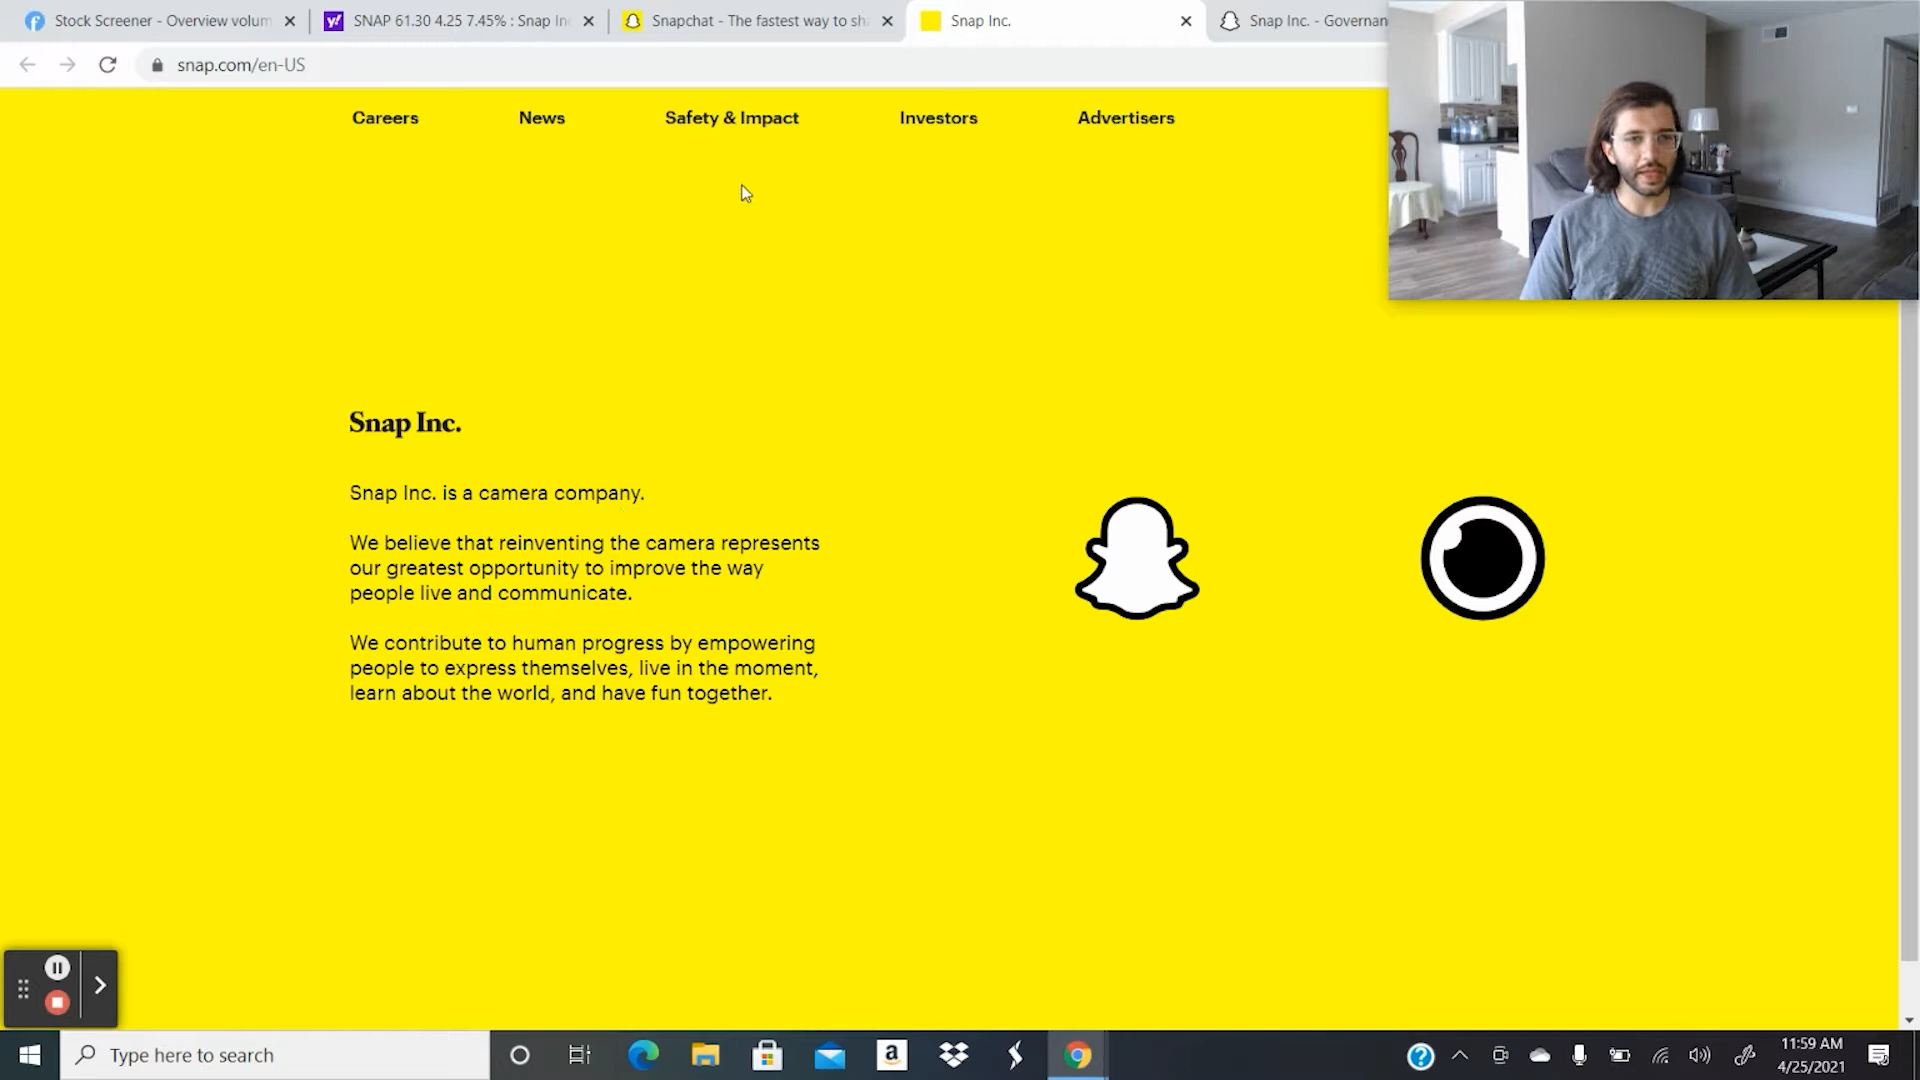 Stock Screener - Overview volum
SNAP 61.30 4.25 7.45% : Snap In
Snapchat - The fastest way to sh
Snap Inc.
Snap Inc. - Governan
snap.com/en-US
Careers
News
Safety & Impact
Investors
Advertisers
Snap Inc.
Snap Inc. is a camera company.
We believe that reinventing the camera represents
our greatest opportunity to improve the way
people live and communicate.
We contribute to human progress by empowering
people to express themselves, live in the moment,
learn about the world, and have fun together.
Type here to search
11:59 AM
4/25/2021